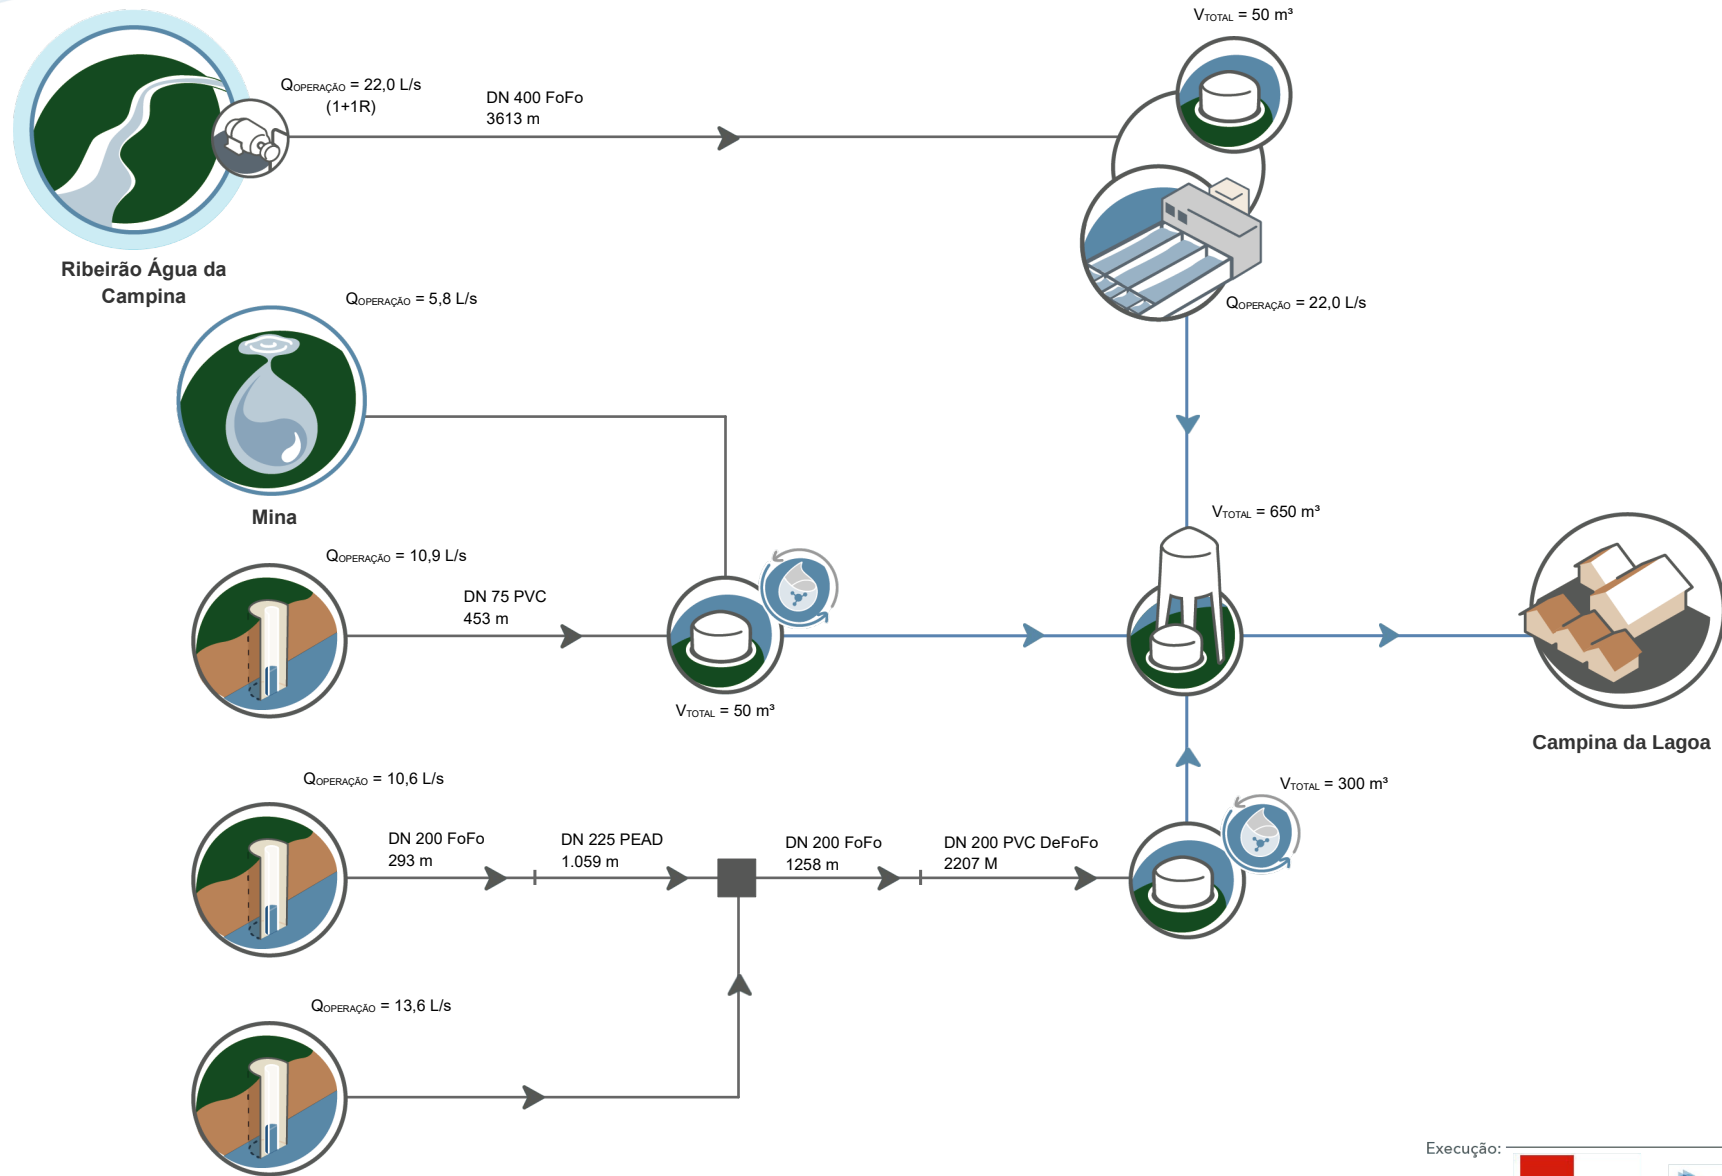 VTOTAL = 50 m³
QOPERAÇÃO = 22,0 L/s
(1+1R)
DN 400 FoFo
3613 m
Ribeirão Água da
Campina
QOPERAÇÃO = 5,8 L/s
QOPERAÇÃO = 22,0 L/s
Mina
VTOTAL = 650 m³
QOPERAÇÃO = 10,9 L/s
DN 75 PVC
453 m
VTOTAL = 50 m³
Campina da Lagoa
QOPERAÇÃO = 10,6 L/s
VTOTAL = 300 m³
DN 200 FoFo
293 m
DN 225 PEAD
1.059 m
DN 200 FoFo
1258 m
DN 200 PVC DeFoFo
2207 M
QOPERAÇÃO = 13,6 L/s
Execução: